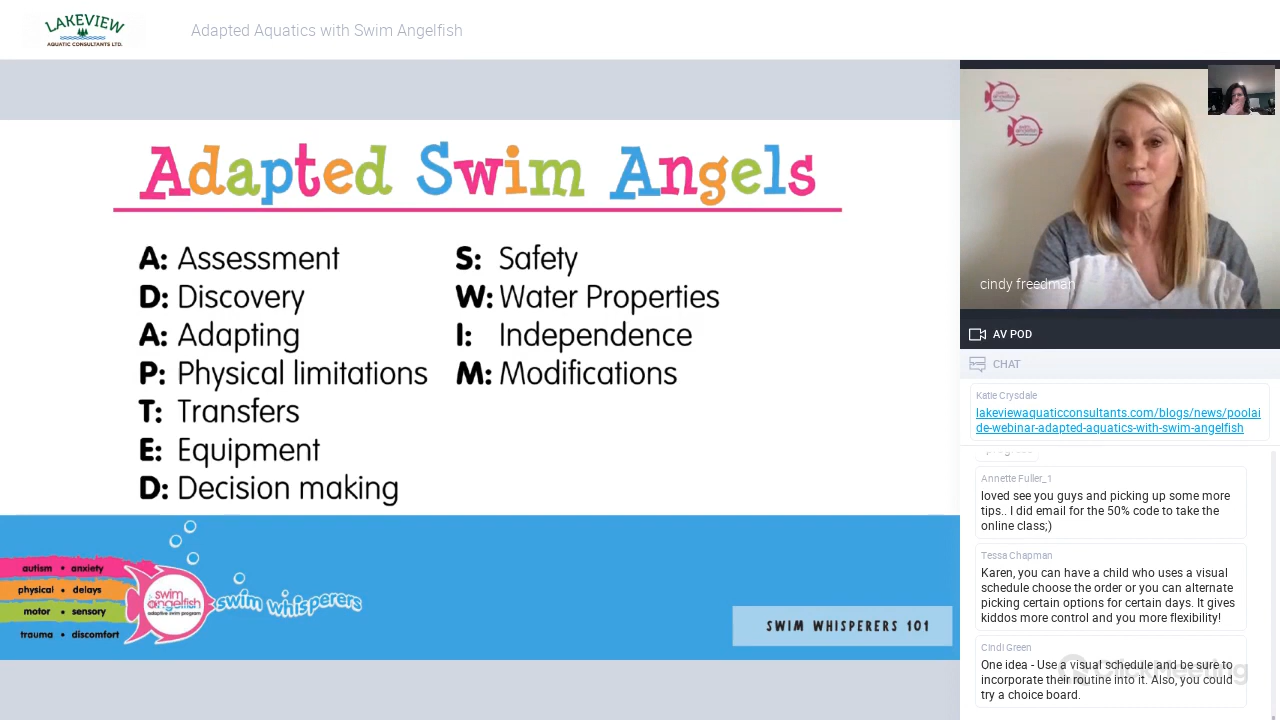 LAKEVIEW
AQUATIC CONSULTANTS LTD.
Adapted Aquatics with Swim Angelfish
Adapted Swim Angels
A: Assessment
D: Discovery
A: Adapting
P: Physical limitations
T: Transfers
E: Equipment
D: Decision making
S: Safety
W: Water Properties
I: Independence
M: Modifications
autism • anxiety
physical • delays
motor • sensory
trauma • discomfort
swim
angelfish
adaptive swim program
swim whisperers
SWIM WHISPERERS 101
cindy freedman
AV POD
CHAT
Katie Crysdale
lakeviewaquaticconsultants.com/blogs/news/poolai
de-webinar-adapted-aquatics-with-swim-angelfish
Annette Fuller_1
loved see you guys and picking up some more
tips.. I did email for the 50% code to take the
online class;)
Tessa Chapman
Karen, you can have a child who uses a visual
schedule choose the order or you can alternate
picking certain options for certain days. It gives
kiddos more control and you more flexibility!
Cindi Green
One idea - Use a visual schedule and be sure to
incorporate their routine into it. Also, you could
try a choice board.
ClickMeeting